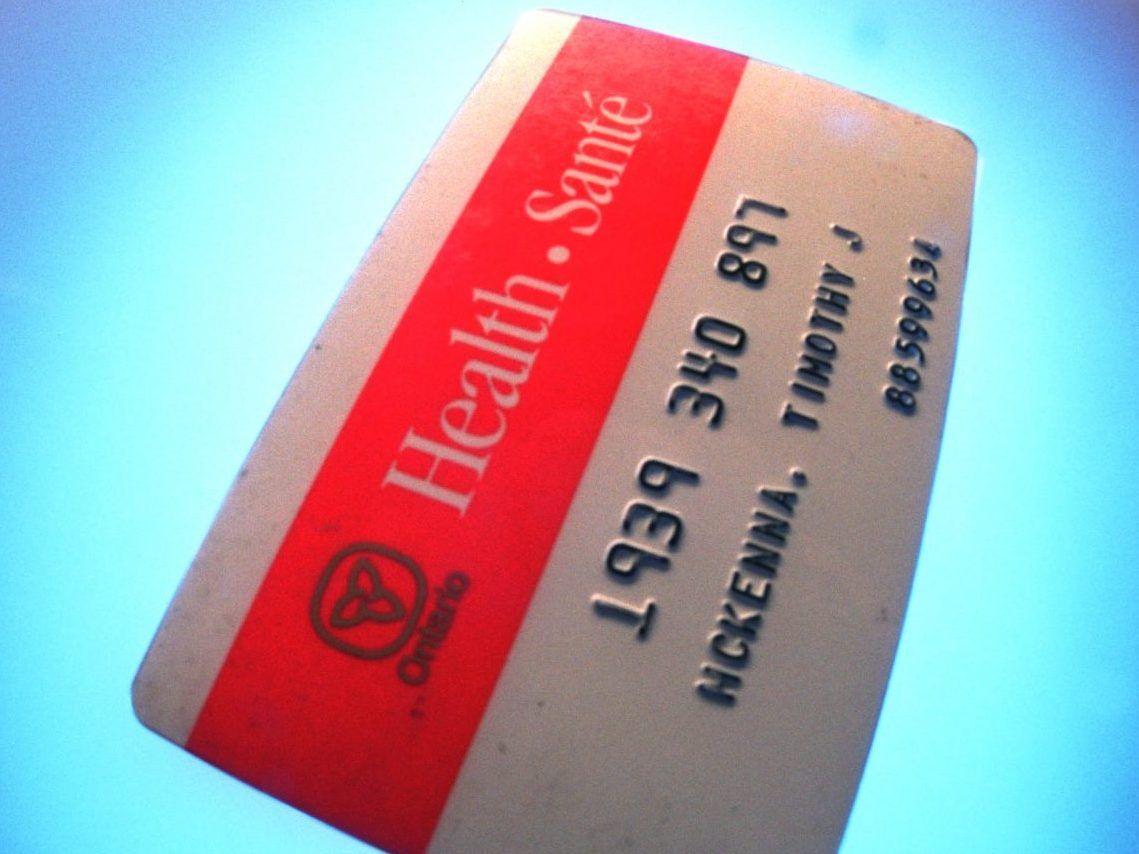 Health • Santé
Ontario
1939 340 897
MCKENNA, TIMOTHY J
88599634